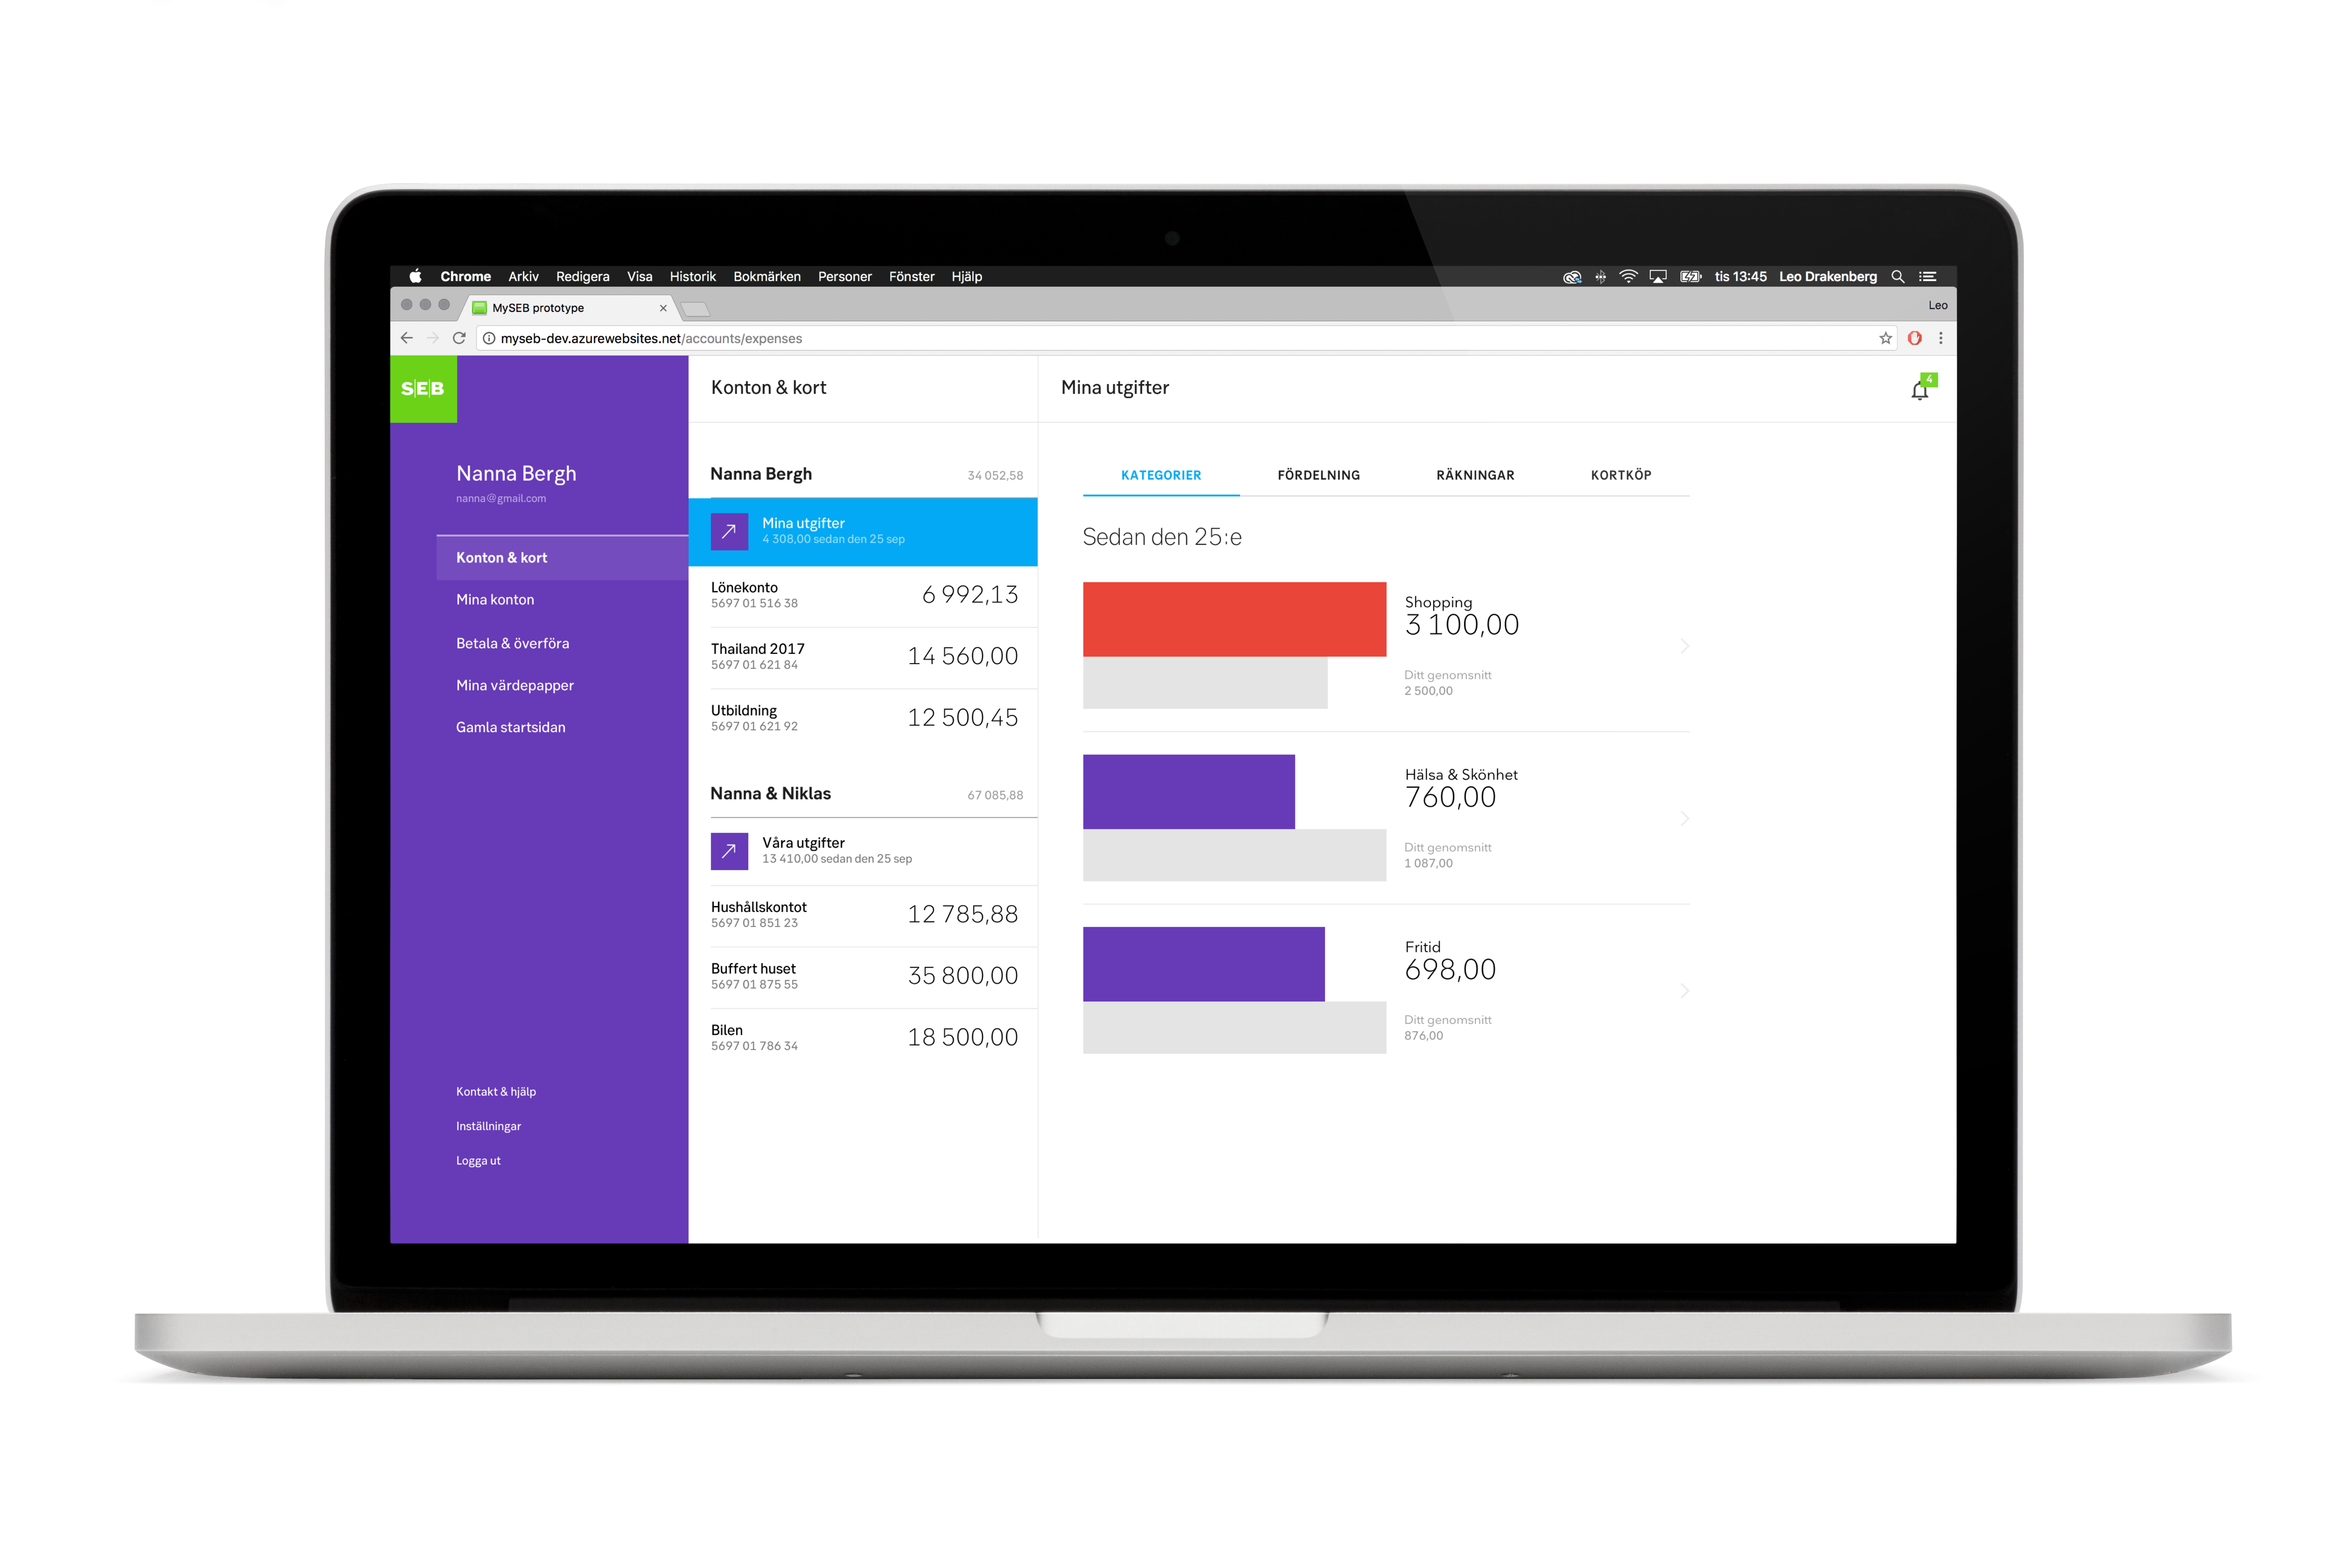 Chrome Arkiv Redigera Visa Historik Bokmärken Personer Fönster Hjälp
tis 13:45 Leo Drakenberg
MySEB prototype
Leo
myseb-dev.azurewebsites.net/accounts/expenses
S|E|B
Konton & kort
Mina utgifter
4
Nanna Bergh
nanna@gmail.com
Konton & kort
Mina konton
Betala & överföra
Mina värdepapper
Gamla startsidan
Kontakt & hjälp
Inställningar
Logga ut
Nanna Bergh 34 052,58
Mina utgifter
4 308,00 sedan den 25 sep
Lönekonto 6 992,13
5697 01 516 38
Thailand 2017 14 560,00
5697 01 621 84
Utbildning 12 500,45
5697 01 621 92
Nanna & Niklas 67 085,88
Våra utgifter
13 410,00 sedan den 25 sep
Hushållskontot 12 785,88
5697 01 851 23
Buffert huset 35 800,00
5697 01 875 55
Bilen 18 500,00
5697 01 786 34
KATEGORIER FÖRDELNING RÄKNINGAR KORTKÖP
Sedan den 25:e
Shopping
3 100,00
Ditt genomsnitt
2 500,00
Hälsa & Skönhet
760,00
Ditt genomsnitt
1 087,00
Fritid
698,00
Ditt genomsnitt
876,00